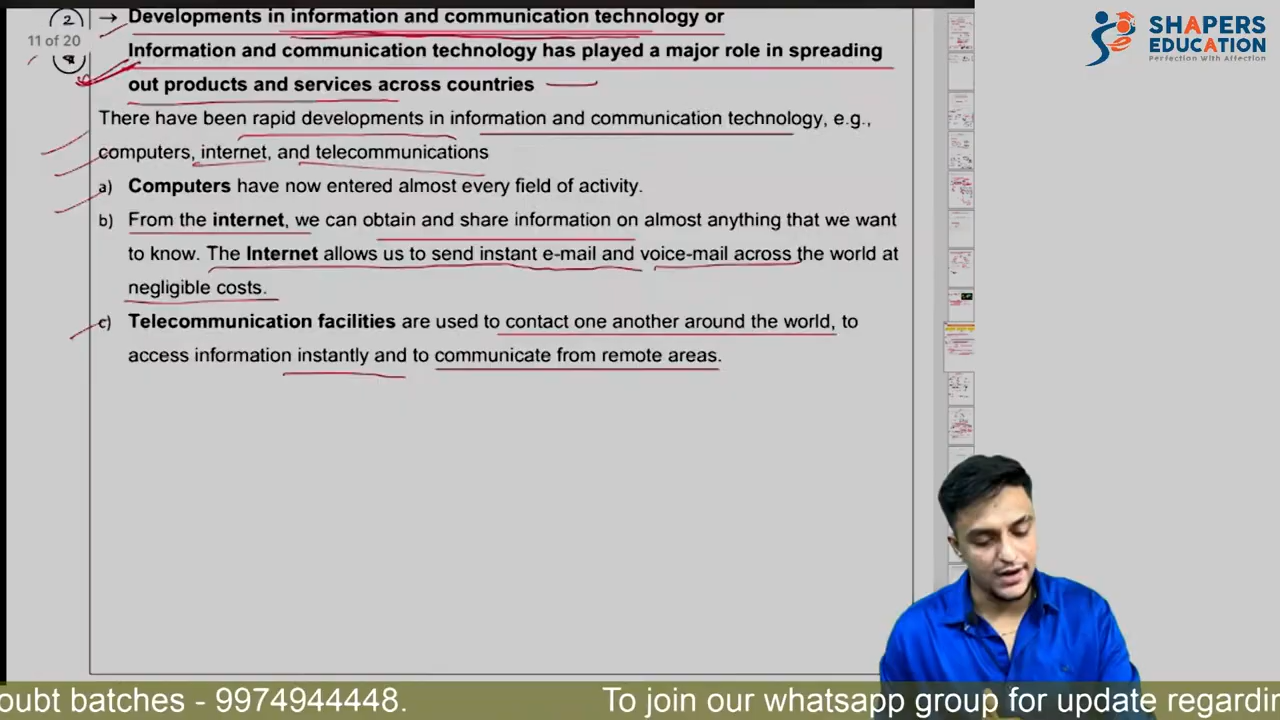 2 → Developments in information and communication technology or
11 of 20
Information and communication technology has played a major role in spreading
out products and services across countries
There have been rapid developments in information and communication technology, e.g.,
computers, internet, and telecommunications
a) Computers have now entered almost every field of activity.
b) From the internet, we can obtain and share information on almost anything that we want
to know. The Internet allows us to send instant e-mail and voice-mail across the world at
negligible costs.
c) Telecommunication facilities are used to contact one another around the world, to
access information instantly and to communicate from remote areas.
SHAPERS
EDUCATION
Perfection With Affection
oubt batches - 9974944448. To join our whatsapp group for update regardin